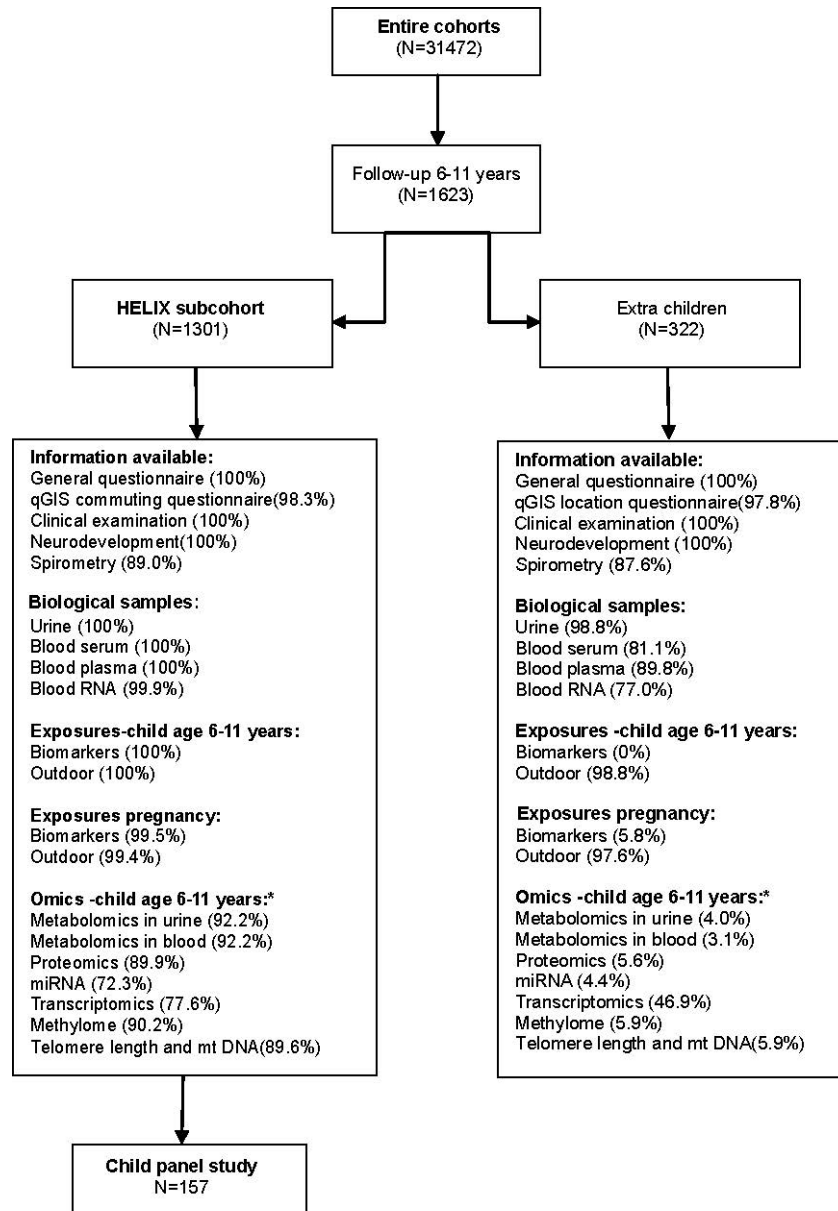 Entire cohorts
(N=31472)
Follow-up 6-11 years
(N=1623)
HELIX subcohort
(N=1301)
Extra children
(N=322)
Information available:
General questionnaire (100%)
qGIS commuting questionnaire(98.3%)
Clinical examination (100%)
Neurodevelopment(100%)
Spirometry (89.0%)
Biological samples:
Urine (100%)
Blood serum (100%)
Blood plasma (100%)
Blood RNA (99.9%)
Exposures-child age 6-11 years:
Biomarkers (100%)
Outdoor (100%)
Exposures pregnancy:
Biomarkers (99.5%)
Outdoor (99.4%)
Omics -child age 6-11 years:*
Metabolomics in urine (92.2%)
Metabolomics in blood (92.2%)
Proteomics (89.9%)
miRNA (72.3%)
Transcriptomics (77.6%)
Methylome (90.2%)
Telomere length and mt DNA(89.6%)
Information available:
General questionnaire (100%)
qGIS location questionnaire(97.8%)
Clinical examination (100%)
Neurodevelopment (100%)
Spirometry (87.6%)
Biological samples:
Urine (98.8%)
Blood serum (81.1%)
Blood plasma (89.8%)
Blood RNA (77.0%)
Exposures -child age 6-11 years:
Biomarkers (0%)
Outdoor (98.8%)
Exposures pregnancy:
Biomarkers (5.8%)
Outdoor (97.6%)
Omics -child age 6-11 years:*
Metabolomics in urine (4.0%)
Metabolomics in blood (3.1%)
Proteomics (5.6%)
miRNA (4.4%)
Transcriptomics (46.9%)
Methylome (5.9%)
Telomere length and mt DNA(5.9%)
Child panel study
N=157